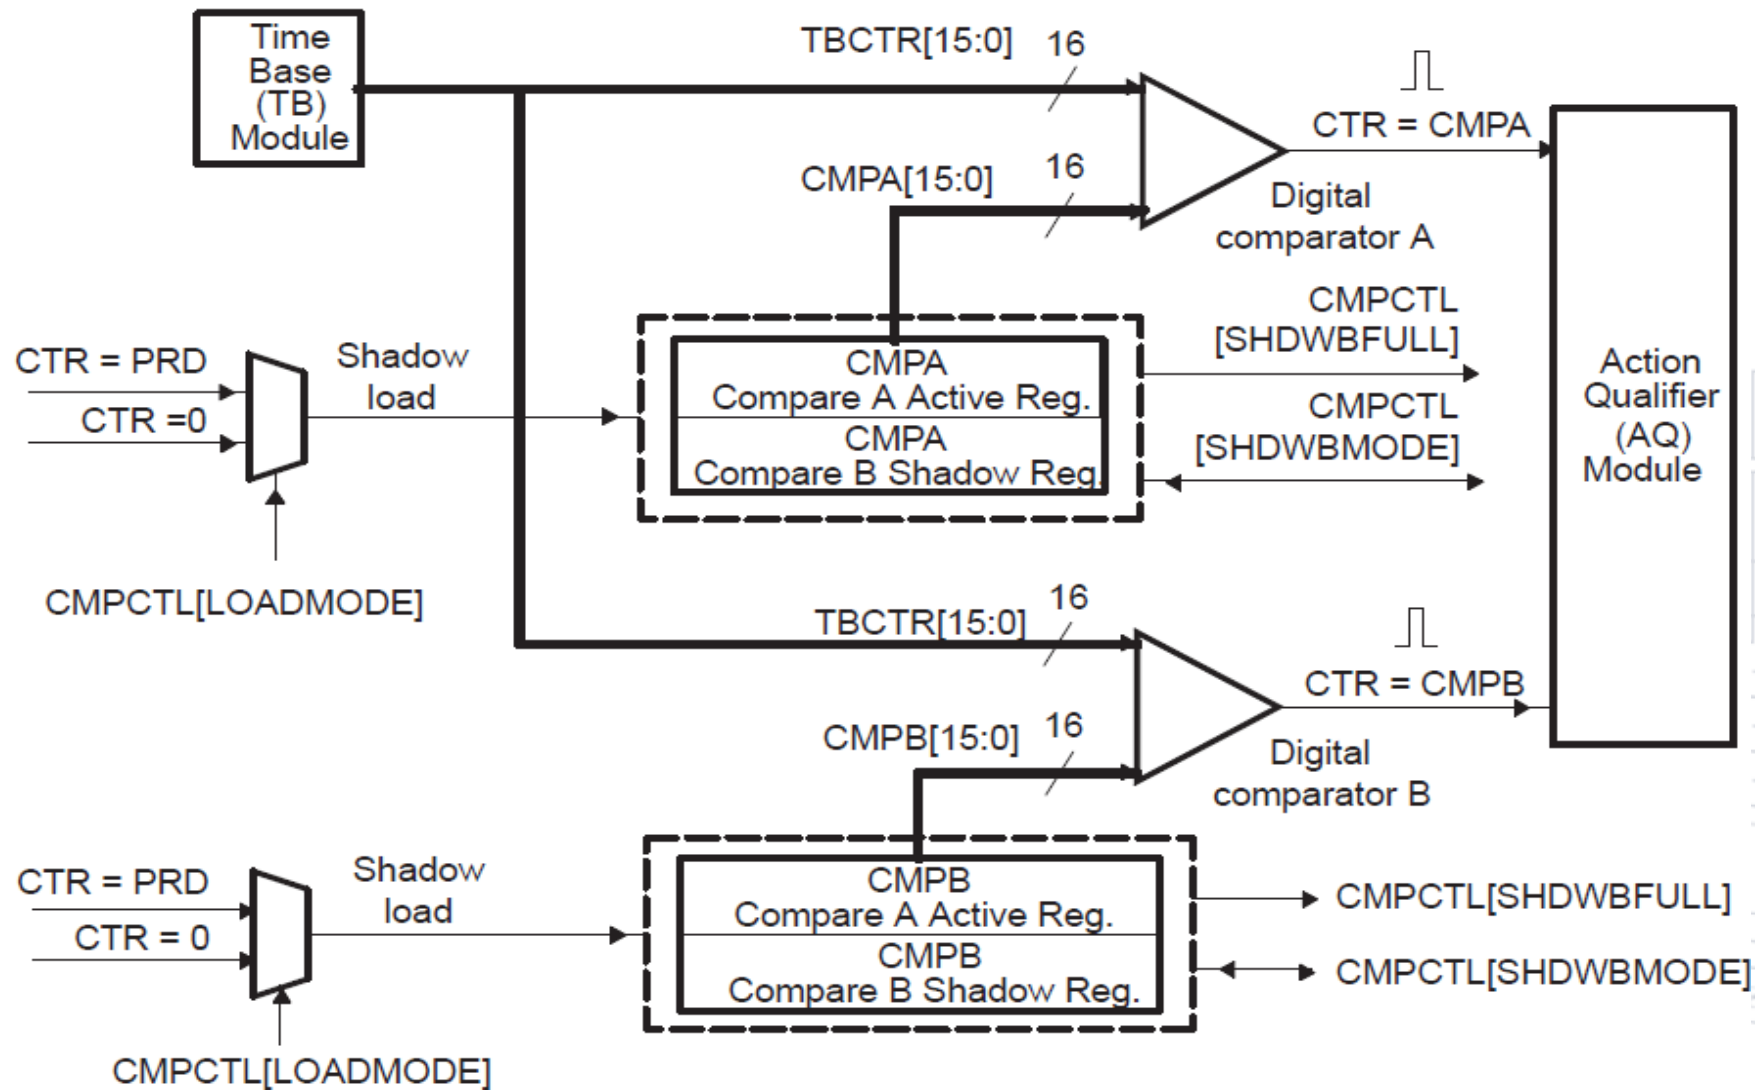 Time
Base
(TB)
Module
TBCTR[15:0]
16
CTR = CMPA
CMPA[15:0]
16
Digital
comparator A
CTR = PRD
CTR =0
Shadow
load
CMPCTL[LOADMODE]
CMPA
Compare A Active Reg.
CMPA
Compare B Shadow Reg.
CMPCTL
[SHDWBFULL]
CMPCTL
[SHDWBMODE]
Action
Qualifier
(AQ)
Module
TBCTR[15:0]
16
CTR = CMPB
CMPB[15:0]
16
Digital
comparator B
CTR = PRD
CTR = 0
Shadow
load
CMPCTL[LOADMODE]
CMPB
Compare A Active Reg.
CMPB
Compare B Shadow Reg.
CMPCTL[SHDWBFULL]
CMPCTL[SHDWBMODE]